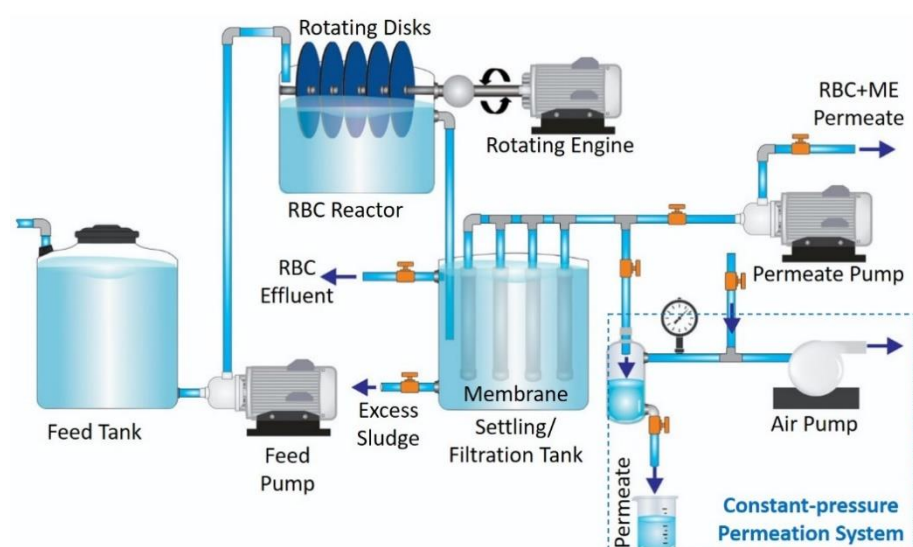 Rotating Disks
RBC+ME
Permeate
Rotating Engine
RBC Reactor
RBC
Effluent
Permeate Pump
Membrane
Excess
Sludge
Settling/
Filtration Tank
Air Pump
Feed Tank
Feed
Pump
Permeate
Constant-pressure
Permeation System